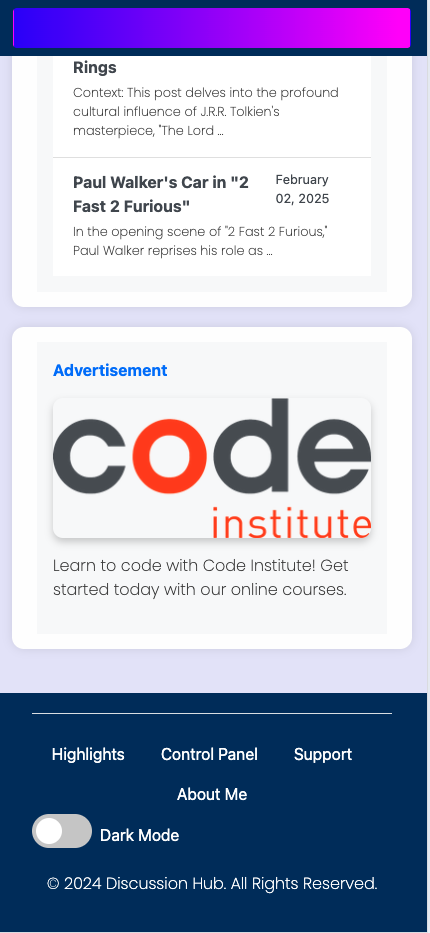 Rings
Context: This post delves into the profound
cultural influence of J.R.R. Tolkien's
masterpiece, "The Lord ...
Paul Walker's Car in "2
Fast 2 Furious"
February
02, 2025
In the opening scene of "2 Fast 2 Furious,"
Paul Walker reprises his role as ...
Advertisement
code
institute
Learn to code with Code Institute! Get
started today with our online courses.
Highlights Control Panel Support
About Me
Dark Mode
© 2024 Discussion Hub. All Rights Reserved.